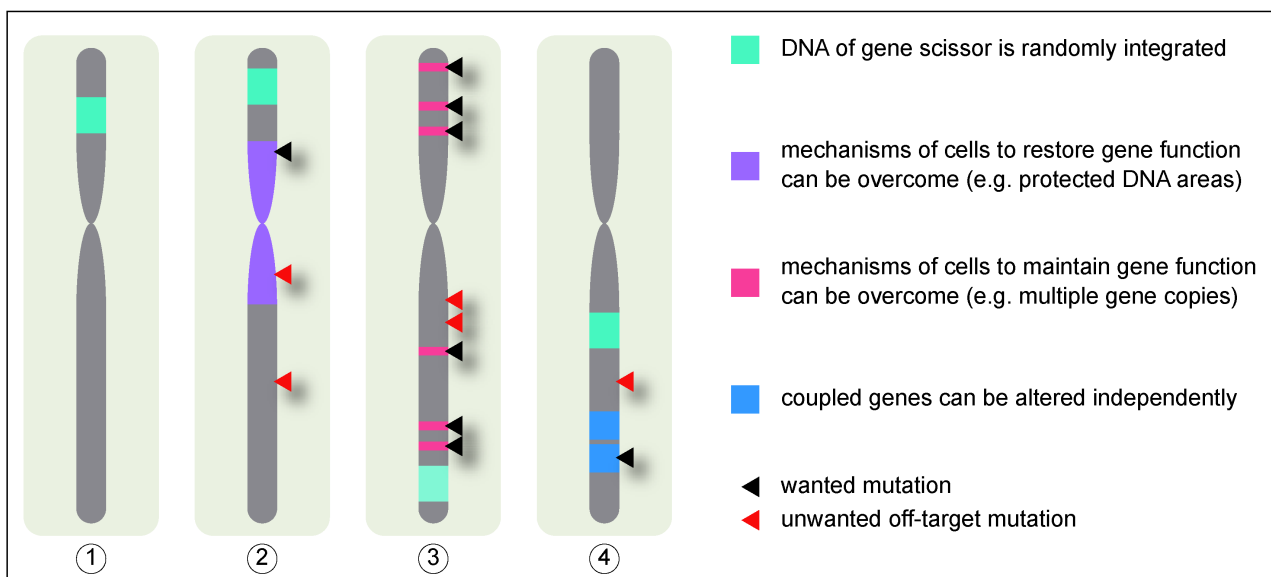 DNA of gene scissor is randomly integrated
mechanisms of cells to restore gene function
can be overcome (e.g. protected DNA areas)
mechanisms of cells to maintain gene function
can be overcome (e.g. multiple gene copies)
coupled genes can be altered independently
wanted mutation
unwanted off-target mutation
1 2 3 4